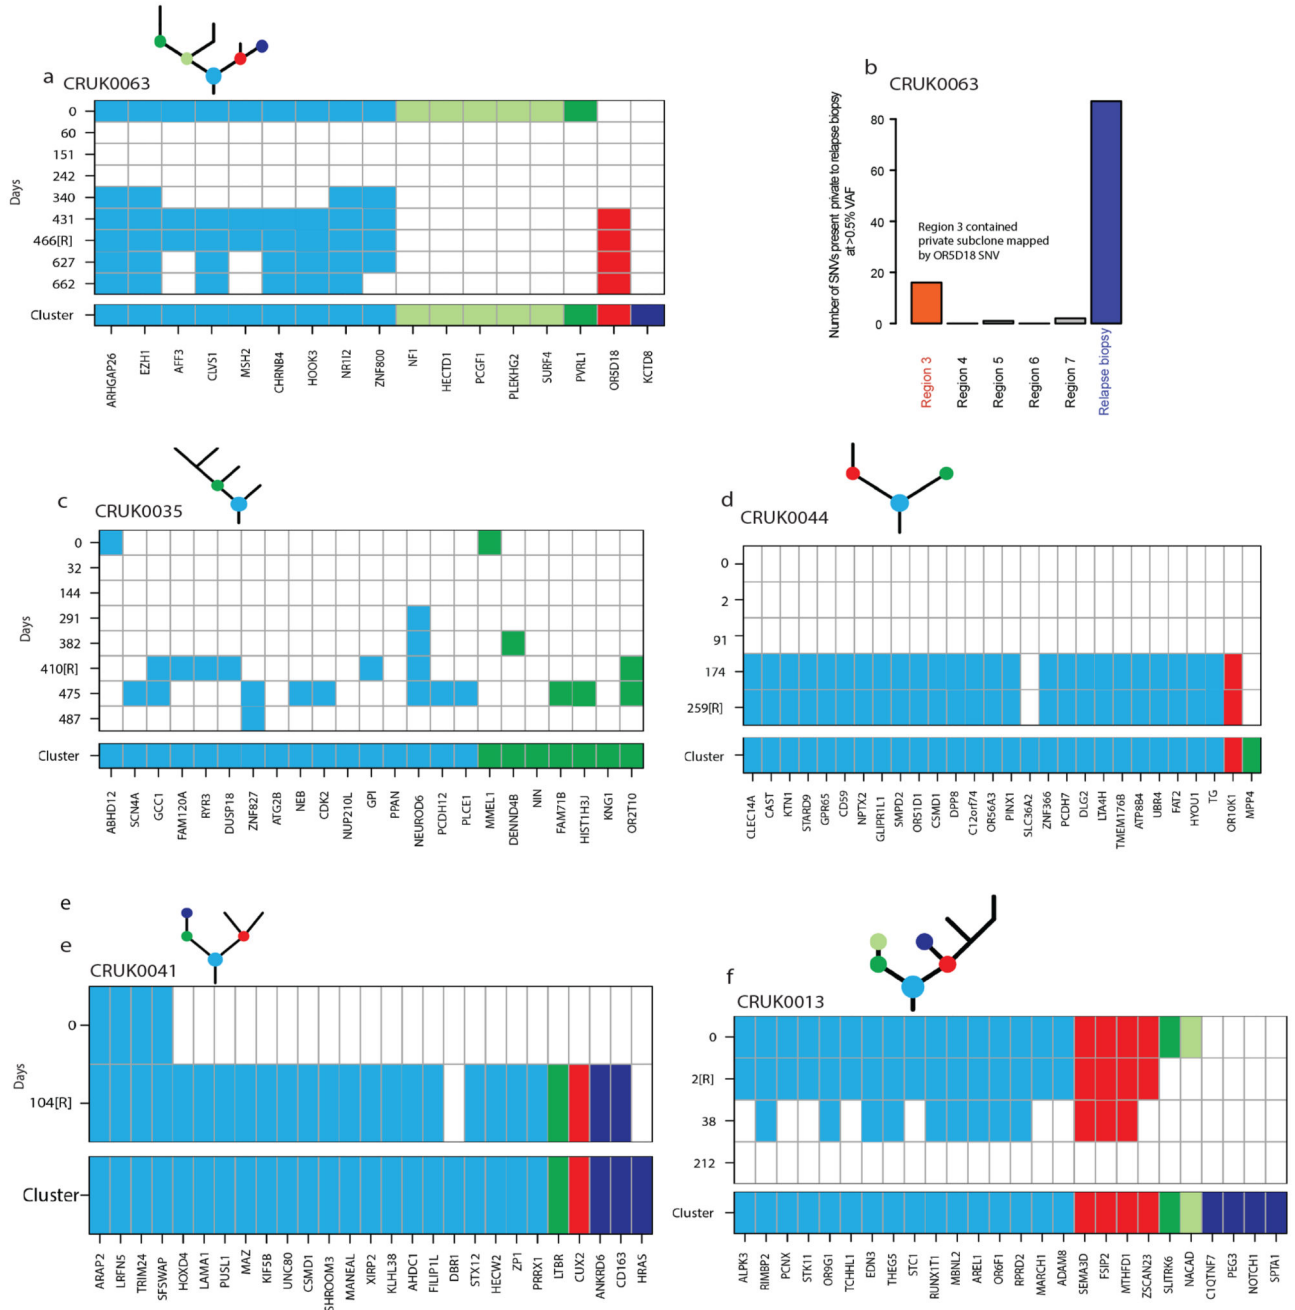 a
CRUK0063
Days
0
60
151
242
340
431
466[R]
627
662
Cluster
ARHGAP26
EZH1
AFF3
CLVS1
MSH2
CHRNB4
HOOK3
NR1I2
ZNF800
NF1
HECTD1
PCGF1
PLEKHG2
SURF4
PVRL1
OR5D18
KCTD8
b
CRUK0063
Number of SNVs present private to relapse biopsy
at >0.5% VAF
80
60
40
20
0
Region 3 contained
private subclone mapped
by OR5D18 SNV
Region 3
Region 4
Region 5
Region 6
Region 7
Relapse biopsy
c
CRUK0035
Days
0
32
144
291
382
410[R]
475
487
Cluster
ABHD12
SCN4A
GCC1
FAM120A
RYR3
DUSP18
ZNF827
ATG2B
NEB
CDK2
NUP210L
GPI
PPAN
NEUROD6
PCDH12
PLCE1
MMEL1
DENND4B
NIN
FAM71B
HIST1H3J
KNG1
OR2T10
d
CRUK0044
0
2
91
174
259[R]
Cluster
CLEC14A
CAST
KTN1
STARD9
GPR65
CD59
NPTX2
GLIPR1L1
SMPD2
OR51D1
CSMD1
DPP8
C12orf74
OR56A3
PINX1
SLC36A2
ZNF366
PCDH7
DLG2
LTA4H
TMEM176B
ATP8B4
UBR4
FAT2
HYOU1
TG
OR10K1
MPP4
e
e
CRUK0041
Days
0
104[R]
Cluster
ARAP2
LRFN5
TRIM24
SFSWAP
HOXD4
LAMA1
PUSL1
MAZ
KIF5B
UNC80
CSMD1
SHROOM3
MANEAL
XIRP2
KLHL38
AHDC1
FILIP1L
DBR1
STX12
HECW2
ZP1
PRRX1
LTBR
CUX2
ANKRD6
CD163
HRAS
f
CRUK0013
0
2[R]
38
212
Cluster
ALPK3
RIMBP2
PCNX
STK11
OR9G1
TCHHL1
EDN3
THEG5
STC1
RUNX1T1
MBNL2
AREL1
OR6F1
RPRD2
MARCH1
ADAM8
SEMA3D
FSIP2
MTHFD1
ZSCAN23
SLITRK6
NACAD
C1QTNF7
PEG3
NOTCH1
SPTA1